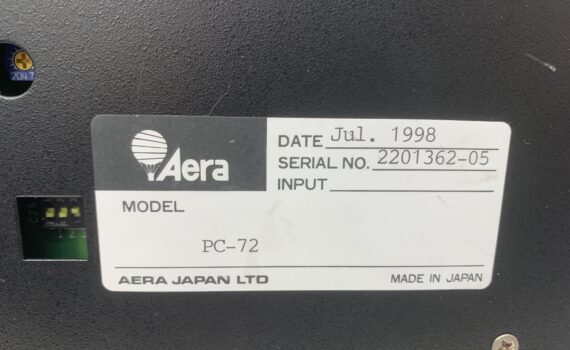 Aera
DATE Jul. 1998
SERIAL NO. 2201362-05
INPUT
MODEL
PC-72
AERA JAPAN LTD
MADE IN JAPAN